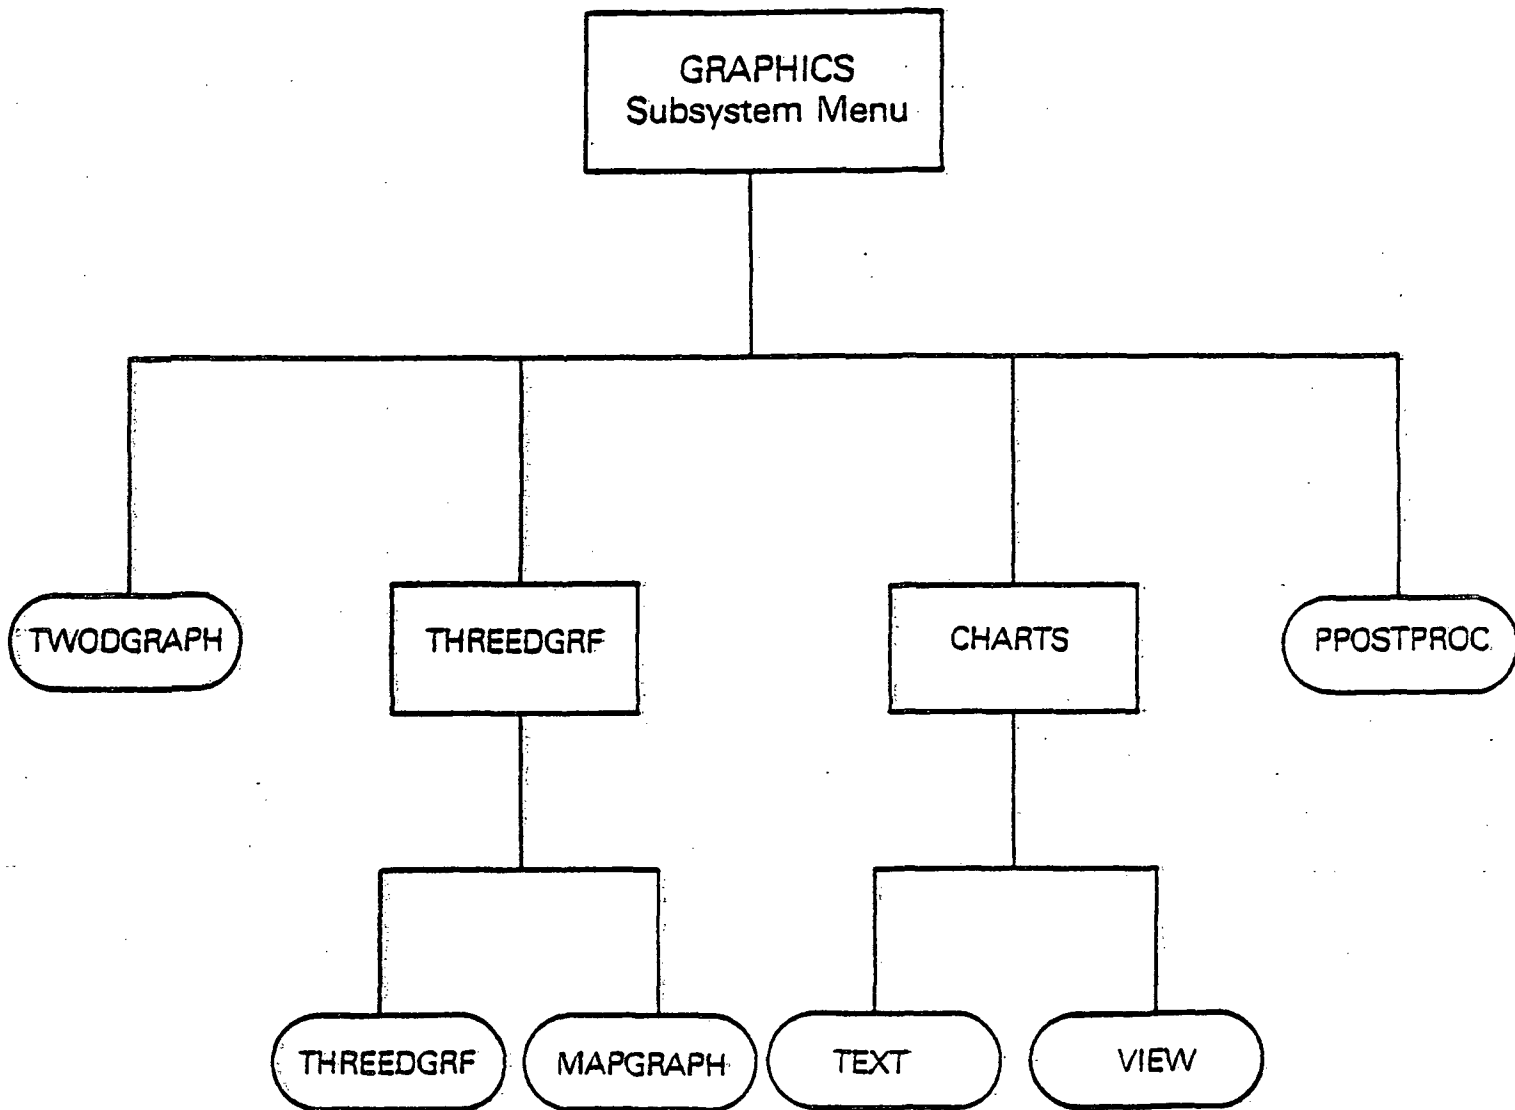 GRAPHICS
Subsystem Menu
TWODGRAPH
THREEDGRF
CHARTS
PPOSTPROC
THREEDGRF
MAPGRAPH
TEXT
VIEW